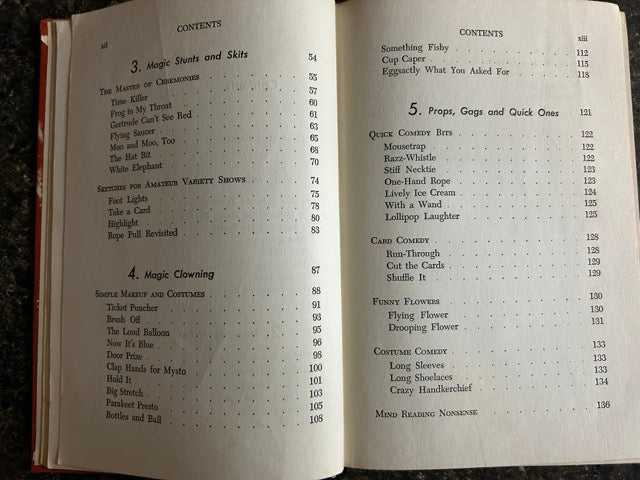 CONTENTS
xii
3. Magic Stunts and Skits 54
The Master of Ceremonies 55
Time Killer 57
Frog in My Throat 60
Gertrude Can't See Red 61
Flying Saucer 63
Moo and Moo, Too 65
The Hat Bit 68
White Elephant 70
Sketches for Amateur Variety Shows 74
Foot Lights 75
Take a Card 78
Highlight 80
Rope Pull Revisited 83
4. Magic Clowning 87
Simple Makeup and Costumes 88
Ticket Puncher 91
Brush Off 93
The Loud Balloon 95
Now It's Blue 96
Door Prize 98
Clap Hands for Mysto 100
Hold It 101
Big Stretch 103
Parakeet Presto 105
Bottles and Ball 108
CONTENTS
xiii
Something Fishy 112
Cup Caper 115
Eggsactly What You Asked For 118
5. Props, Gags and Quick Ones 121
Quick Comedy Bits 122
Mousetrap 122
Razz-Whistle 122
Stiff Necktie 123
One-Hand Rope 123
Lively Ice Cream 124
With a Wand 125
Lollipop Laughter 125
Card Comedy 128
Run-Through 128
Cut the Cards 129
Shuffle It 129
Funny Flowers 130
Flying Flower 130
Drooping Flower 131
Costume Comedy 133
Long Sleeves 133
Long Shoelaces 133
Crazy Handkerchief 134
Mind Reading Nonsense 136